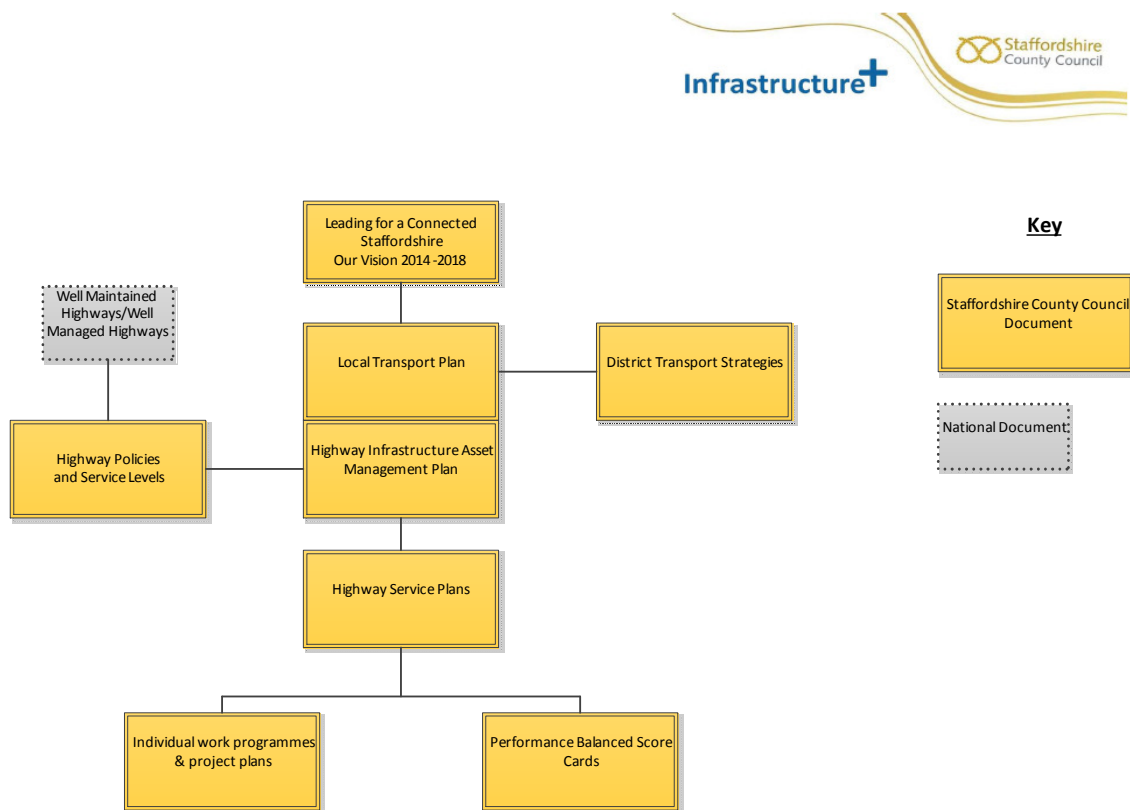 Infrastructure+
Staffordshire
County Council
Leading for a Connected
Staffordshire
Our Vision 2014 -2018
Key
Well Maintained
Highways/Well
Managed Highways
Staffordshire County Council
Document
Local Transport Plan
District Transport Strategies
National Document
Highway Policies
and Service Levels
Highway Infrastructure Asset
Management Plan
Highway Service Plans
Individual work programmes
& project plans
Performance Balanced Score
Cards